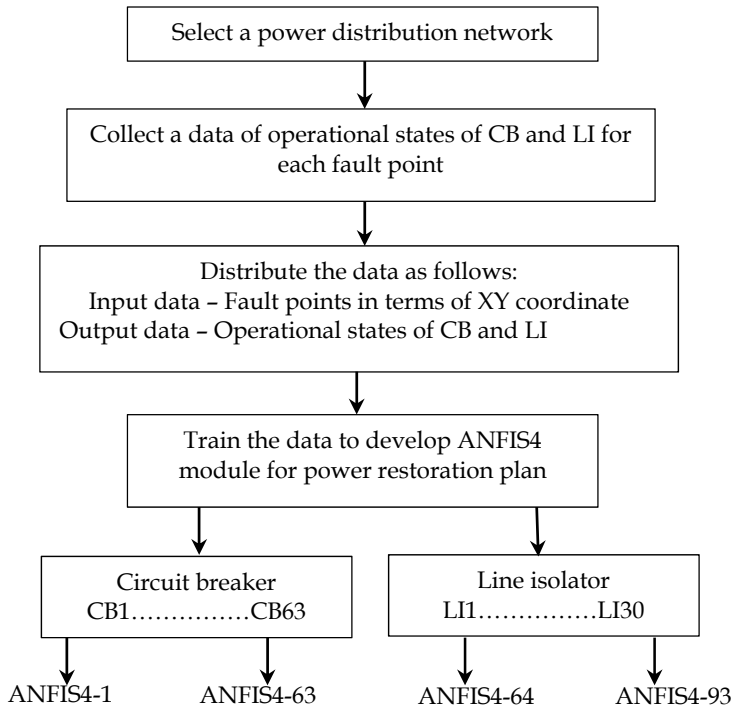 Select a power distribution network
Collect a data of operational states of CB and LI for
each fault point
Distribute the data as follows:
Input data – Fault points in terms of XY coordinate
Output data – Operational states of CB and LI
Train the data to develop ANFIS4
module for power restoration plan
Circuit breaker
CB1……………CB63
Line isolator
LI1……………LI30
ANFIS4-1
ANFIS4-63
ANFIS4-64
ANFIS4-93